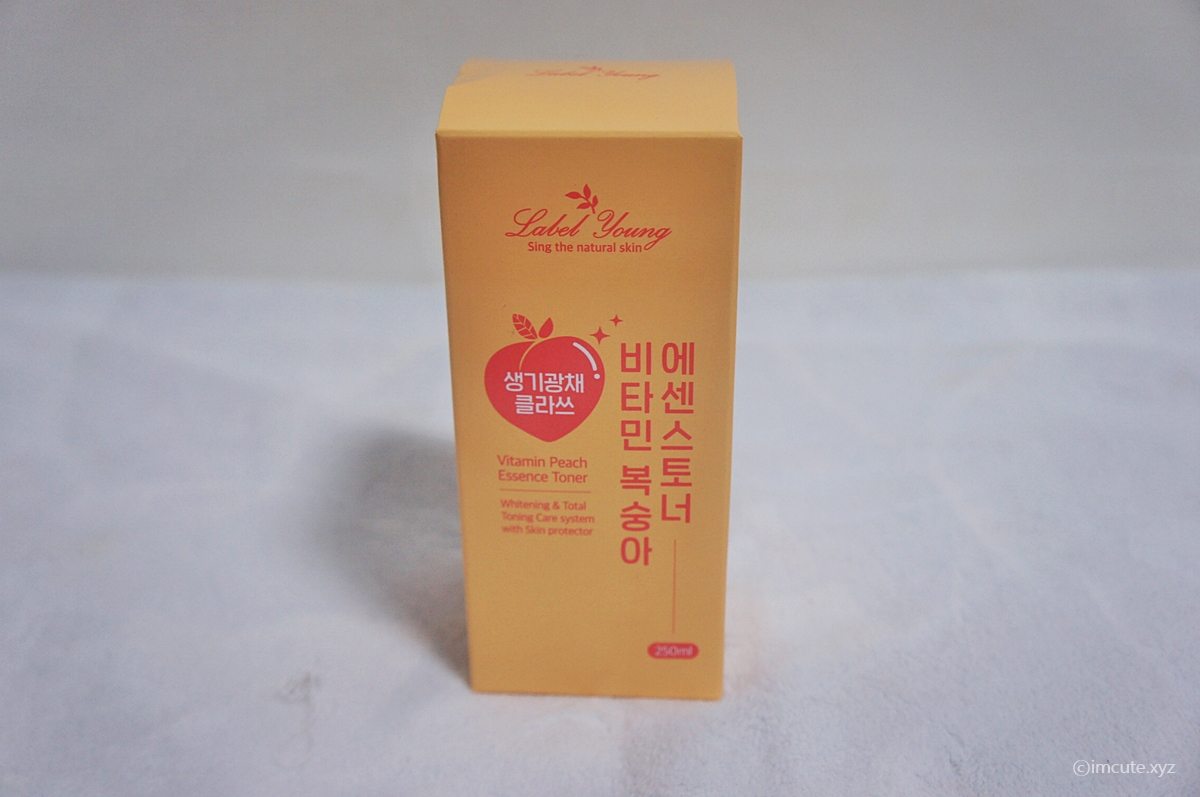 Label Young
Label Young
Sing the natural skin
생기광채
클라쓰
Vitamin Peach
Essence Toner
Whitening & Total
Toning Care system
with Skin protector
비타민 복숭아
에센스토너
250ml
©imcute.xyz